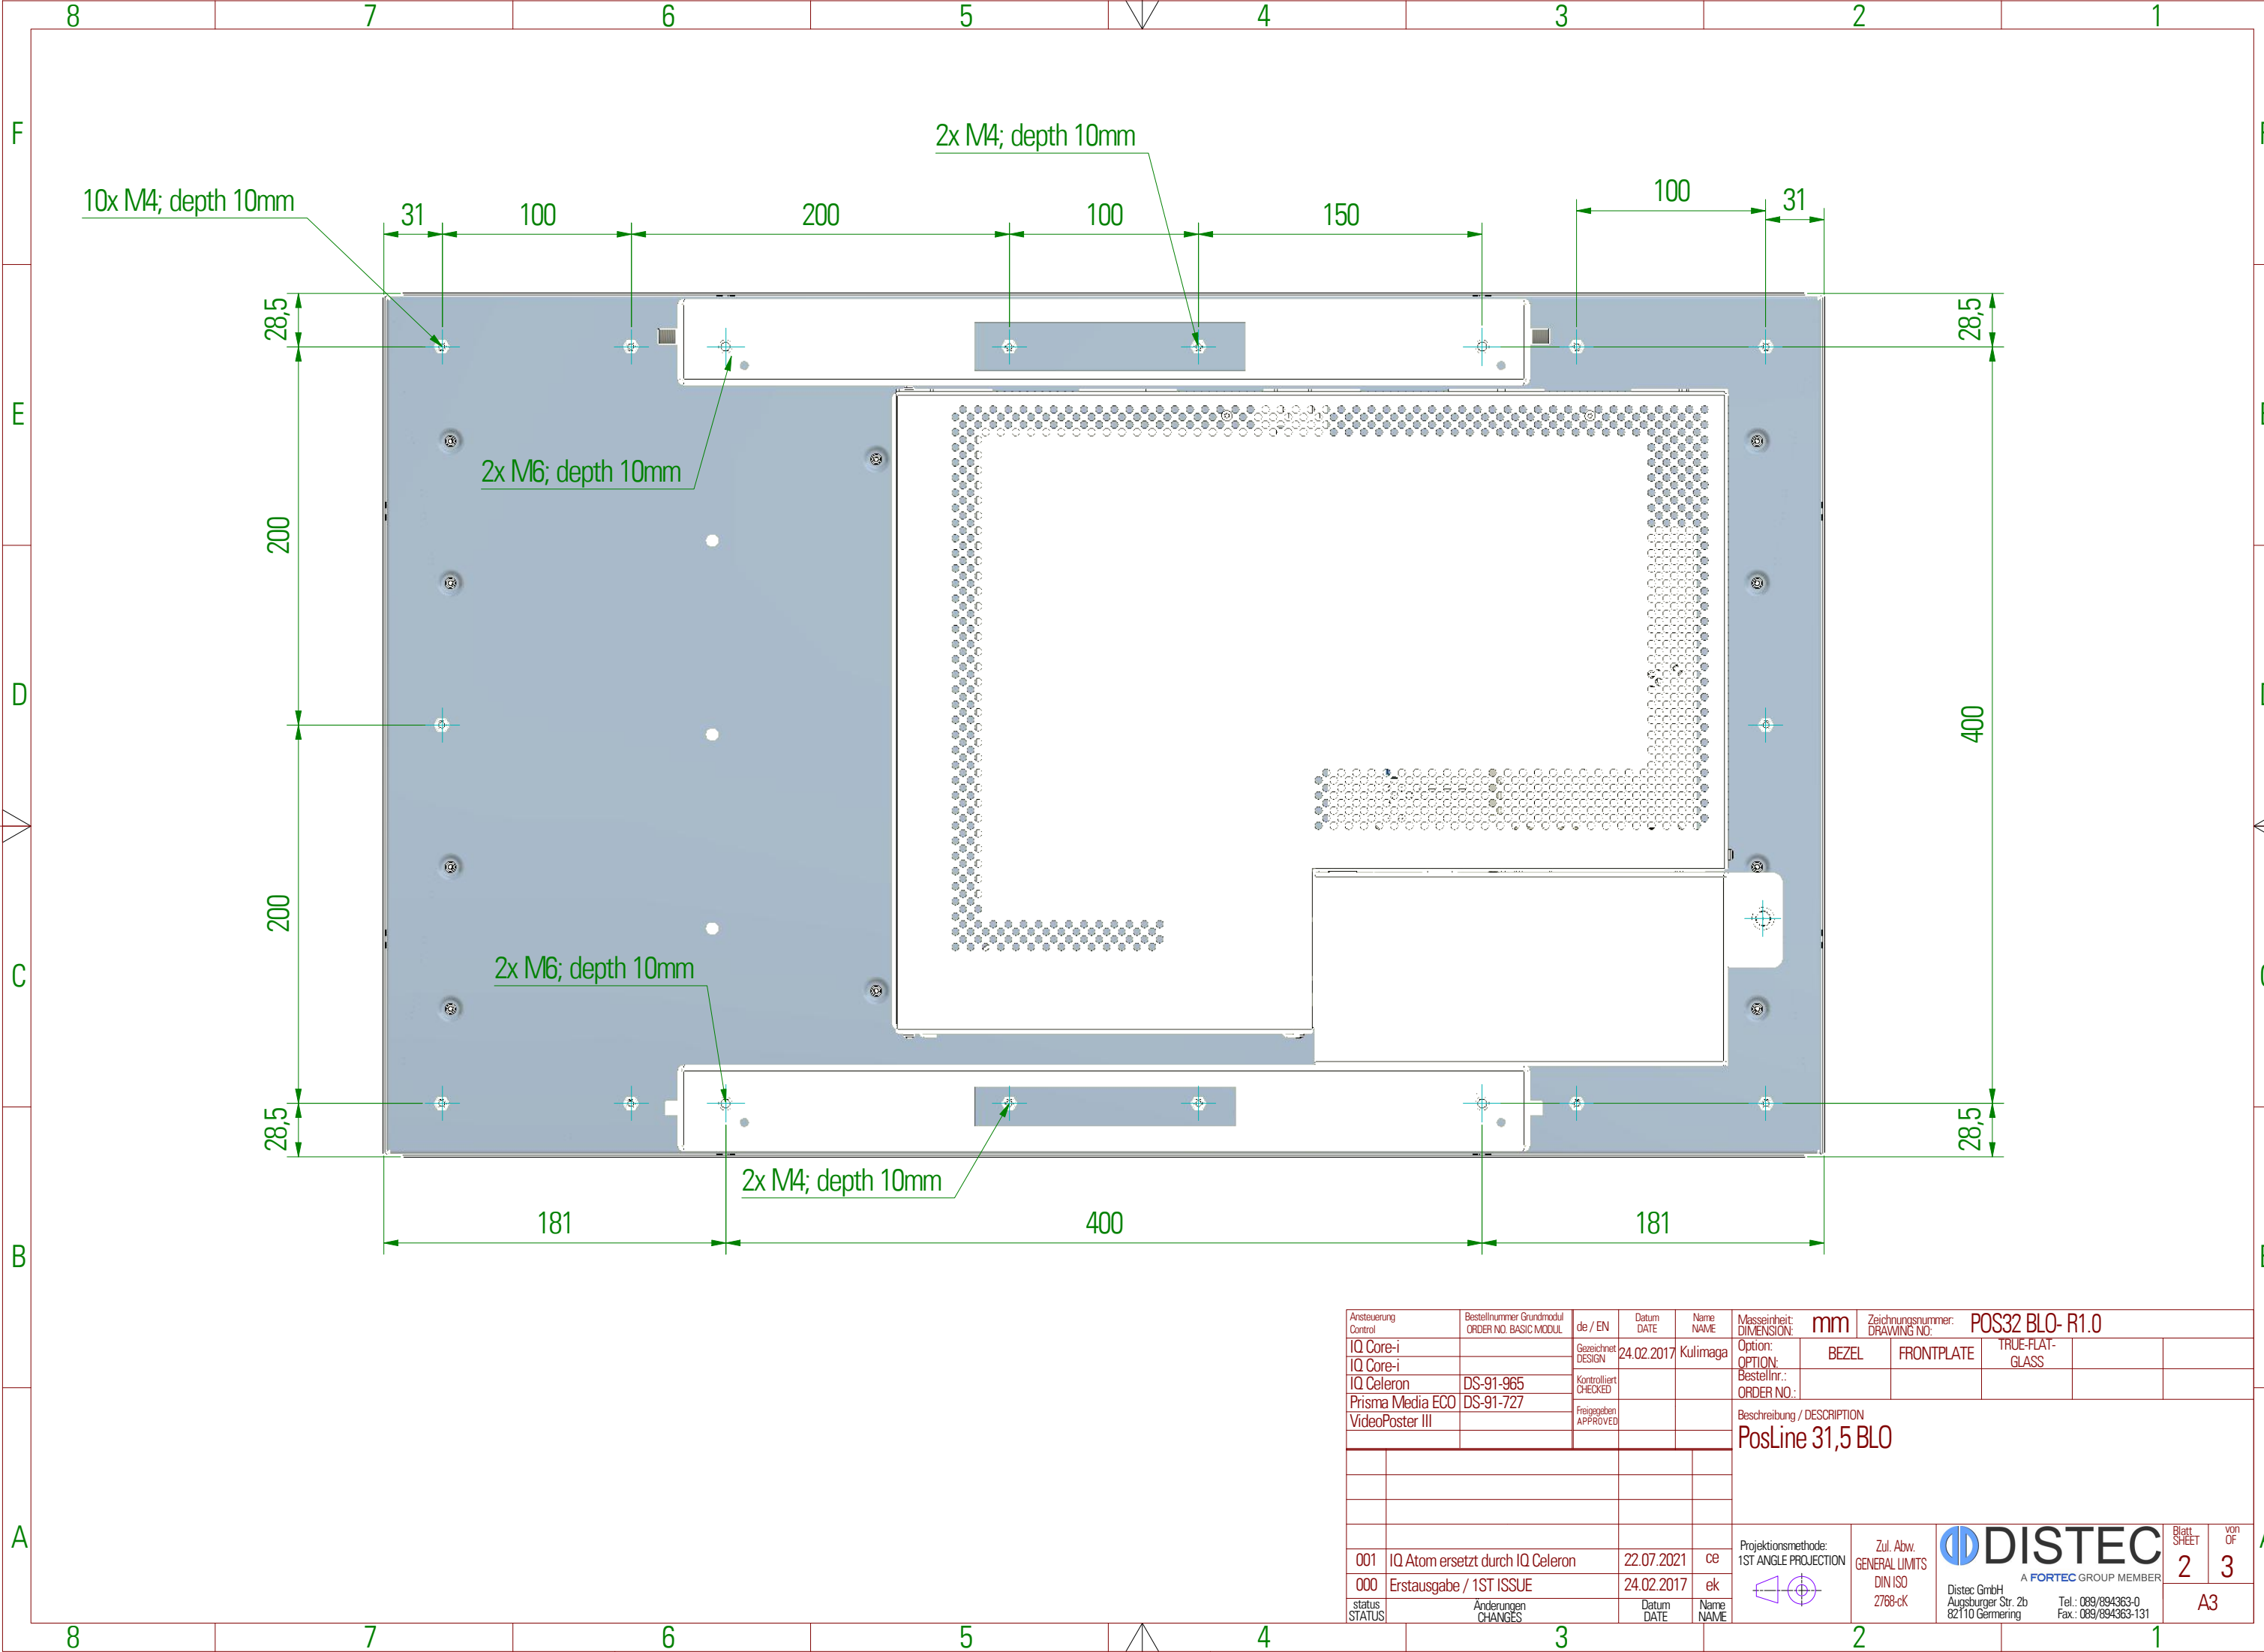 8 7 6 5 4 3 2 1
F
E
D
C
B
A
2x M4; depth 10mm
10x M4; depth 10mm
31 100 200 100 150 100 31
28,5
28,5
2x M6; depth 10mm
200
400
200
2x M6; depth 10mm
28,5
28,5
2x M4; depth 10mm
181 400 181
Ansteuerung
Control
Bestellnummer Grundmodul
ORDER NO. BASIC MODUL
IQ Core-i
IQ Core-i
IQ Celeron DS-91-965
Prisma Media ECO DS-91-727
VideoPoster III
de / EN
Datum
DATE
Name
NAME
Gezeichnet
DESIGN
24.02.2017 Kulimaga
Kontrolliert
CHECKED
Freigegeben
APPROVED
Masseinheit:
DIMENSION:
mm
Zeichnungsnummer:
DRAWING NO:
POS32 BLO- R1.0
Option:
OPTION:
BEZEL FRONTPLATE
TRUE-FLAT-
GLASS
Bestellnr.:
ORDER NO.:
Beschreibung / DESCRIPTION
PosLine 31,5 BLO
001 IQ Atom ersetzt durch IQ Celeron 22.07.2021 ce
000 Erstausgabe / 1ST ISSUE 24.02.2017 ek
status
STATUS
Änderungen
CHANGES
Datum
DATE
Name
NAME
Projektionsmethode:
1ST ANGLE PROJECTION
Zul. Abw.
GENERAL LIMITS
DIN ISO
2768-cK
DISTEC
A FORTEC GROUP MEMBER
Distec GmbH
Augsburger Str. 2b Tel.: 089/894363-0
82110 Germering Fax.: 089/894363-131
Blatt
SHEET
2
von
OF
3
A3
8 7 6 5 4 3 2 1